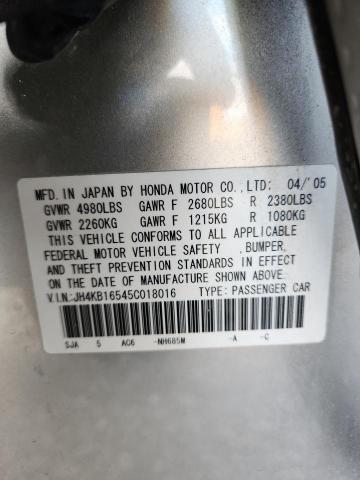 MFD. IN JAPAN BY HONDA MOTOR CO., LTD: 04/'05
GVWR 4980LBS GAWR F 2680LBS R 2380LBS
GVWR 2260KG GAWR F 1215KG R 1080KG
THIS VEHICLE CONFORMS TO ALL APPLICABLE
FEDERAL MOTOR VEHICLE SAFETY , BUMPER,
AND THEFT PREVENTION STANDARDS IN EFFECT
ON THE DATE OF MANUFACTURE SHOWN ABOVE.
V.I.N: JH4KB16545C018016 TYPE: PASSENGER CAR
SJA 5 AC6 -NH685M -A -C